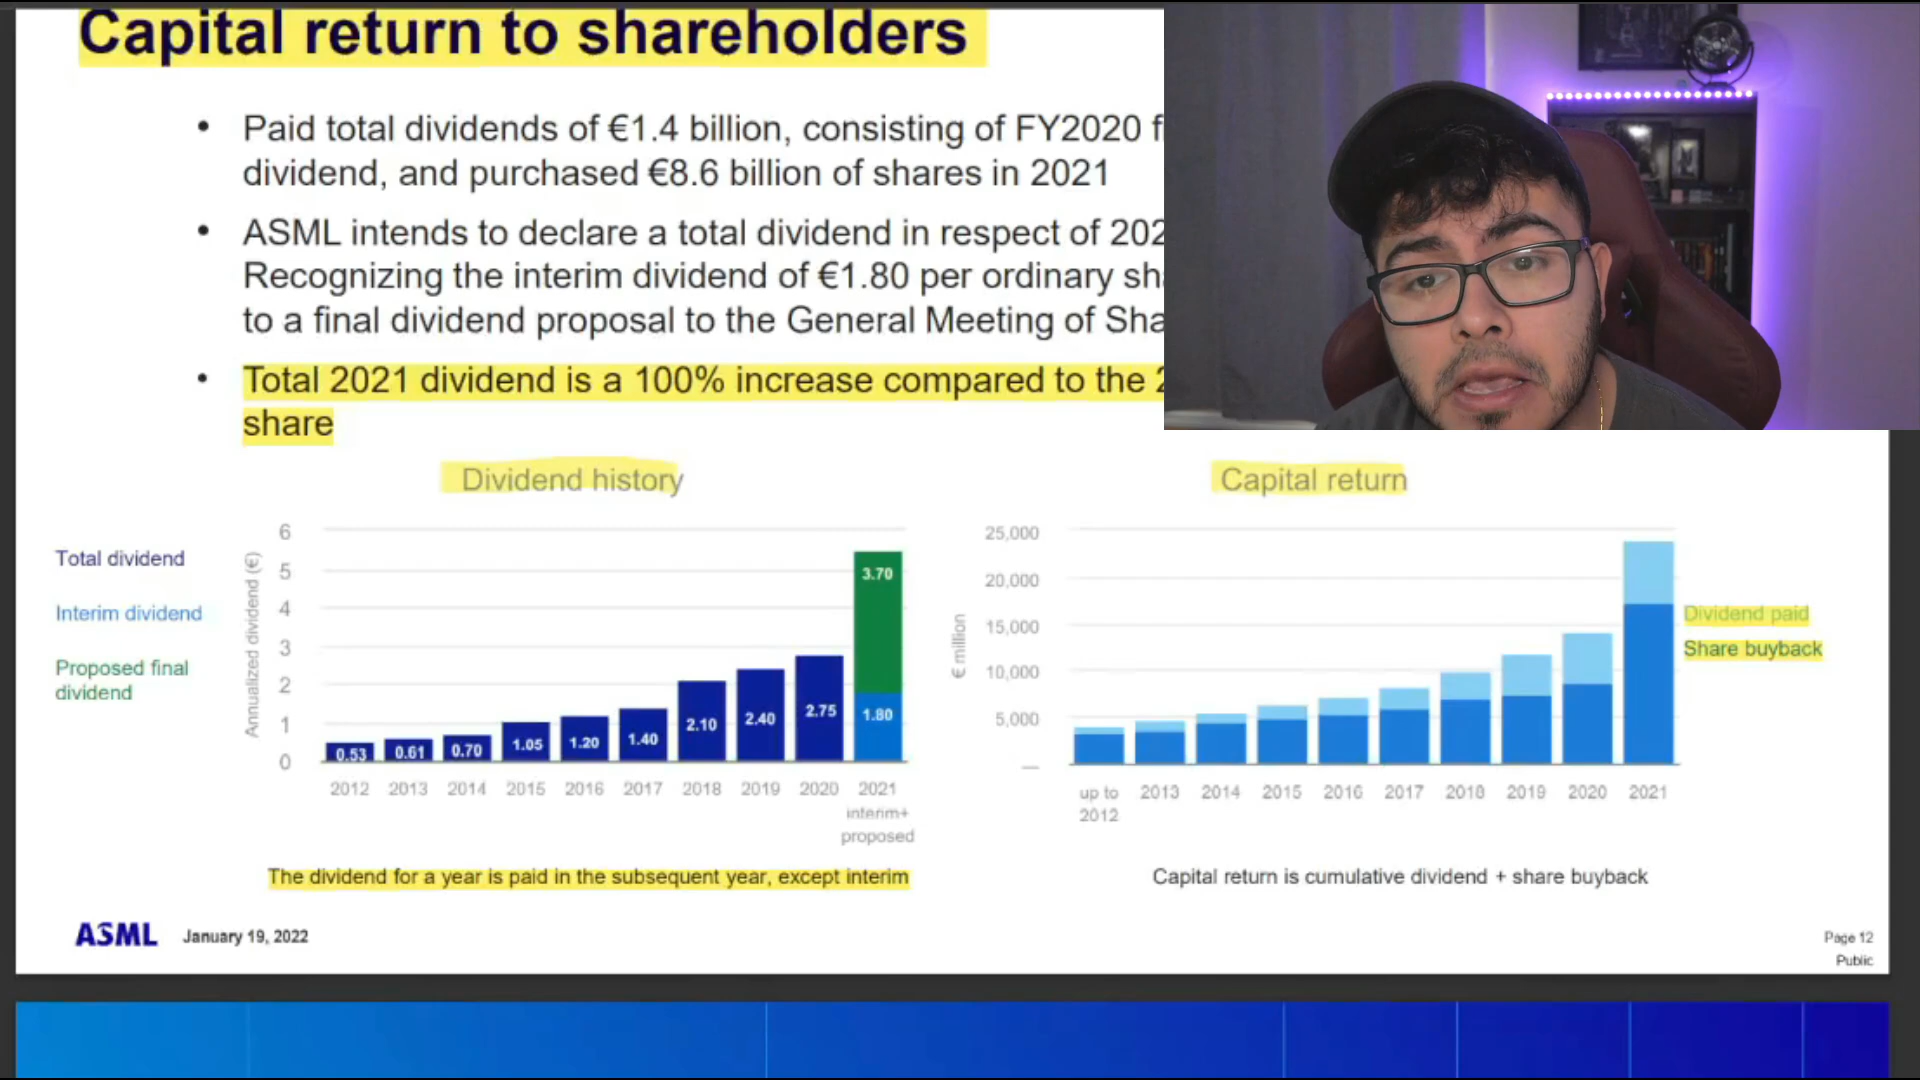 Capital return to shareholders
• Paid total dividends of €1.4 billion, consisting of FY2020
dividend, and purchased €8.6 billion of shares in 2021
• ASML intends to declare a total dividend in respect of 202
Recognizing the interim dividend of €1.80 per ordinary
to a final dividend proposal to the General Meeting of
• Total 2021 dividend is a 100% increase compared to the
share
Dividend history
Total dividend
Interim dividend
Proposed final
dividend
Annualized dividend (€)
6
5
4
3
2
1
0
0.53
0.61
0.70
1.05
1.20
1.40
2.10
2.40
2.75
3.70
1.80
2012 2013 2014 2015 2016 2017 2018 2019 2020 2021
interim+
proposed
The dividend for a year is paid in the subsequent year, except interim
Capital return
€ million
25,000
20,000
15,000
10,000
5,000
—
up to 2013 2014 2015 2016 2017 2018 2019 2020 2021
2012
Dividend paid
Share buyback
Capital return is cumulative dividend + share buyback
ASML January 19, 2022
Page 12
Public